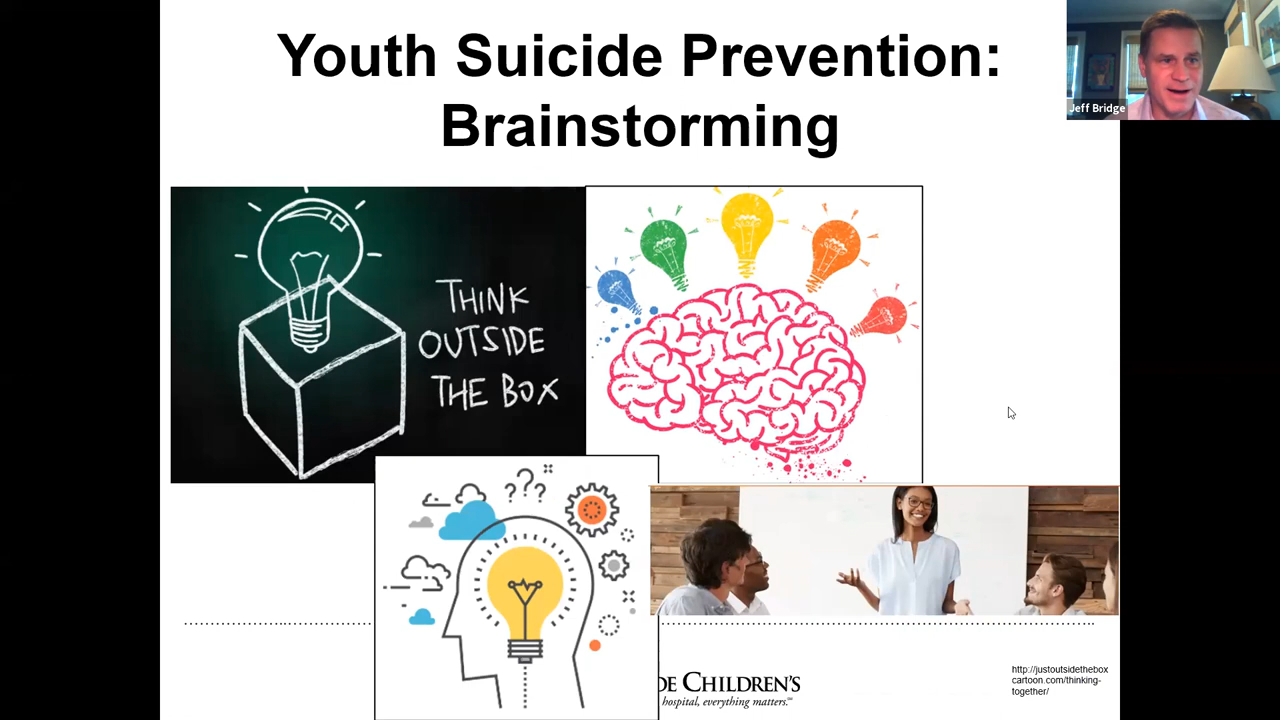 Youth Suicide Prevention:
Brainstorming
Jeff Bridge
THINK
OUTSIDE
THE BOX
???
DE CHILDREN'S
hospital, everything matters.℠
http://justoutsidethebox
cartoon.com/thinking-
together/